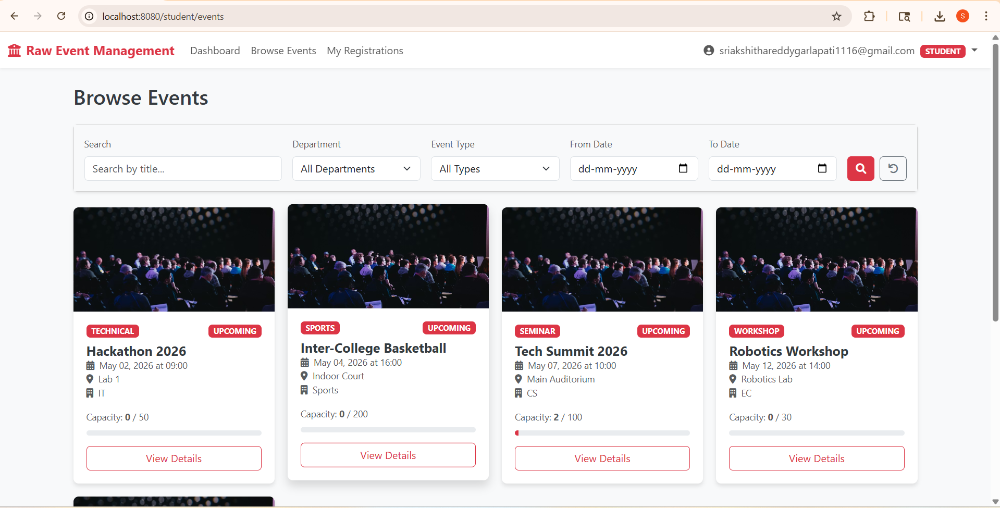 localhost:8080/student/events
S
Raw Event Management
Dashboard
Browse Events
My Registrations
sriakshithareddygarlapati1116@gmail.com
STUDENT
Browse Events
Search
Department
Event Type
From Date
To Date
Search by title...
All Departments
All Types
dd-mm-yyyy
dd-mm-yyyy
TECHNICAL
UPCOMING
Hackathon 2026
May 02, 2026 at 09:00
Lab 1
IT
Capacity: 0 / 50
View Details
SPORTS
UPCOMING
Inter-College Basketball
May 04, 2026 at 16:00
Indoor Court
Sports
Capacity: 0 / 200
View Details
SEMINAR
UPCOMING
Tech Summit 2026
May 07, 2026 at 10:00
Main Auditorium
CS
Capacity: 2 / 100
View Details
WORKSHOP
UPCOMING
Robotics Workshop
May 12, 2026 at 14:00
Robotics Lab
EC
Capacity: 0 / 30
View Details